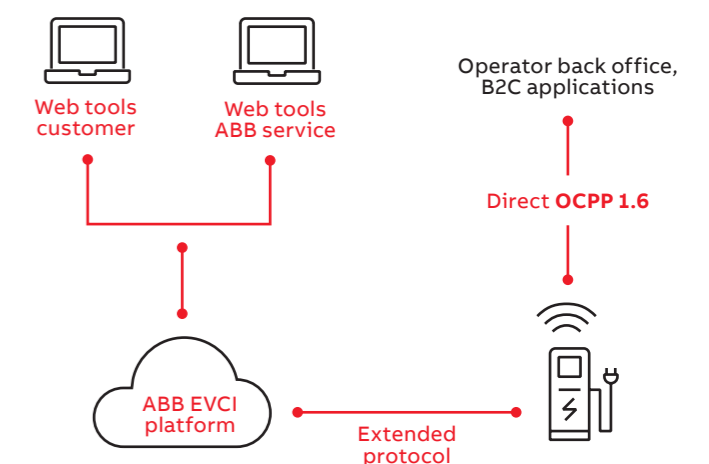 Web tools
customer
Web tools
ABB service
Operator back office,
B2C applications
Direct OCPP 1.6
ABB EVCI
platform
Extended
protocol